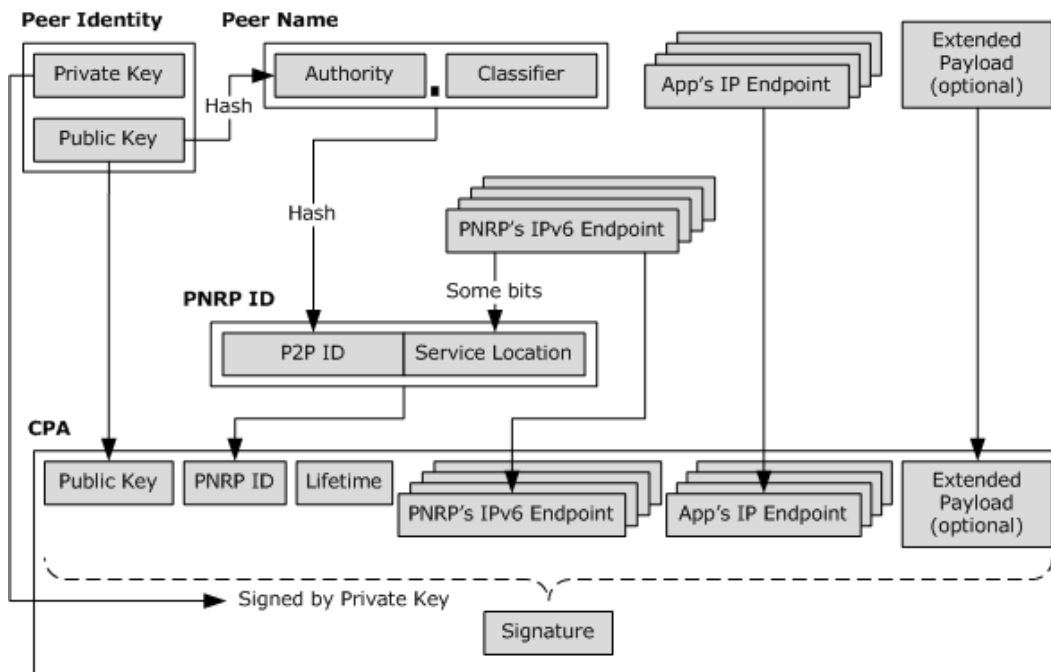 Peer Identity
Peer Name
Private Key
Public Key
Hash
Authority
.
Classifier
App's IP Endpoint
Extended
Payload
(optional)
Hash
PNRP's IPv6 Endpoint
Some bits
PNRP ID
P2P ID
Service Location
CPA
Public Key
PNRP ID
Lifetime
PNRP's IPv6 Endpoint
App's IP Endpoint
Extended
Payload
(optional)
Signed by Private Key
Signature